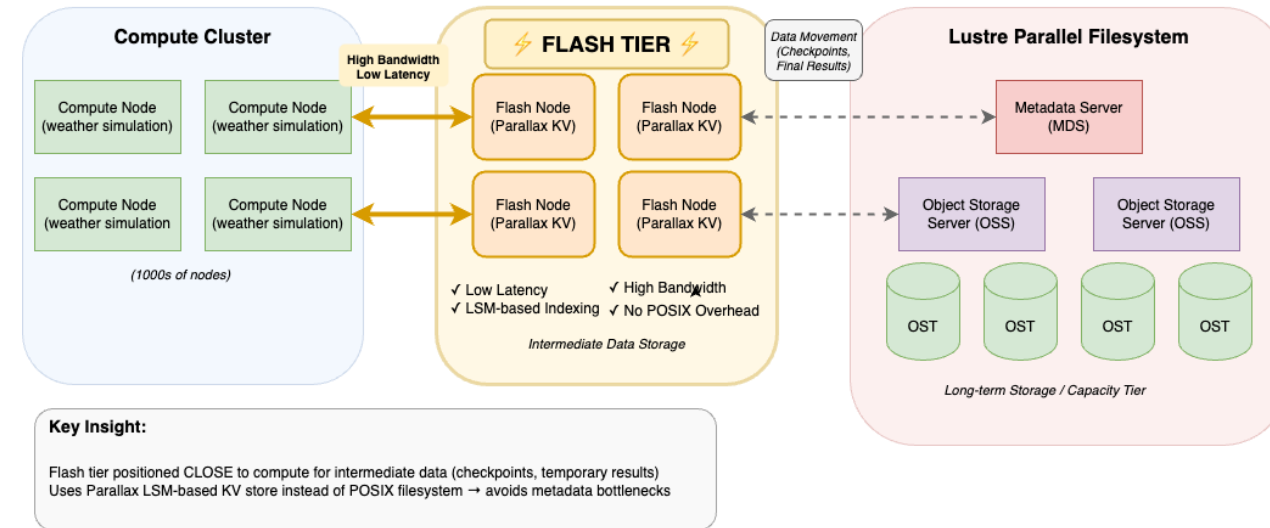 Compute Cluster
High Bandwidth
Low Latency
⚡ FLASH TIER ⚡
Data Movement
(Checkpoints,
Final Results)
Lustre Parallel Filesystem
Compute Node
(weather simulation)
Compute Node
(weather simulation)
Flash Node
(Parallax KV)
Flash Node
(Parallax KV)
Metadata Server
(MDS)
Compute Node
(weather simulation
Compute Node
(weather simulation)
Flash Node
(Parallax KV)
Flash Node
(Parallax KV)
Object Storage
Server (OSS)
Object Storage
Server (OSS)
(1000s of nodes)
✓ Low Latency
✓ LSM-based Indexing
✓ High Bandwidth
✓ No POSIX Overhead
Intermediate Data Storage
OST
OST
OST
OST
Long-term Storage / Capacity Tier
Key Insight:
Flash tier positioned CLOSE to compute for intermediate data (checkpoints, temporary results)
Uses Parallax LSM-based KV store instead of POSIX filesystem → avoids metadata bottlenecks